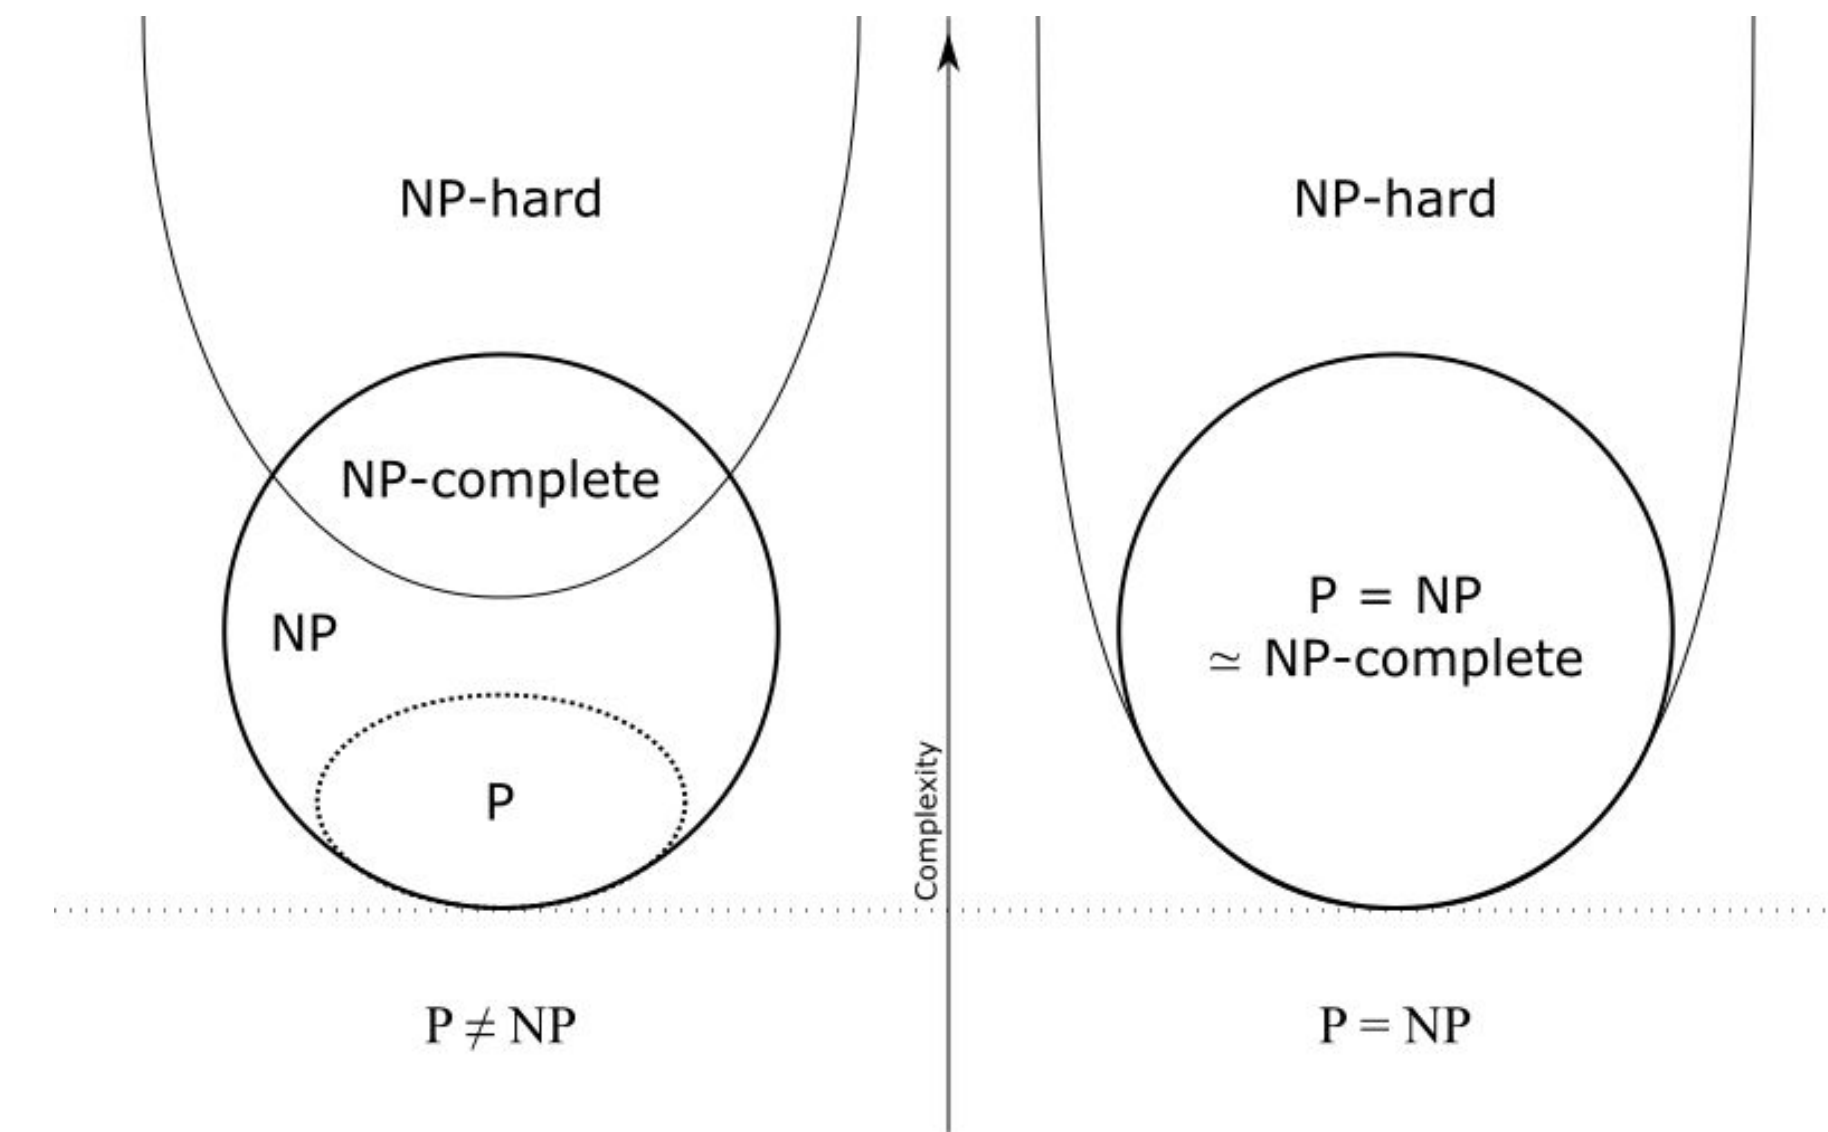 NP-hard
NP-complete
NP
P
P ≠ NP
Complexity
NP-hard
P = NP
≃ NP-complete
P = NP